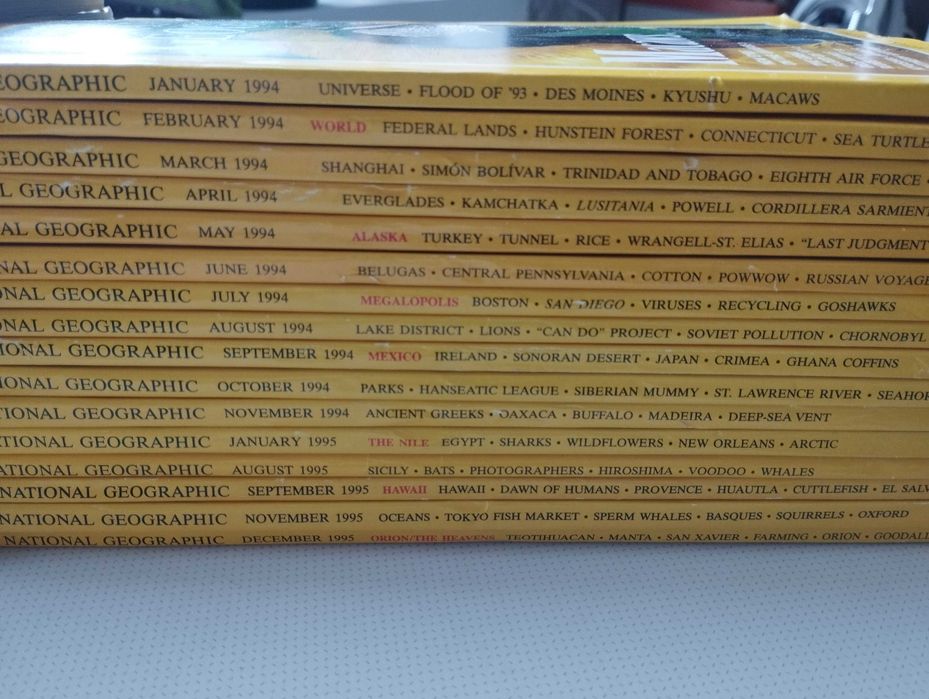 EOGRAPHIC JANUARY 1994 UNIVERSE • FLOOD OF '93 • DES MOINES • KYUSHU • MACAWS
EOGRAPHIC FEBRUARY 1994 WORLD FEDERAL LANDS • HUNSTEIN FOREST • CONNECTICUT • SEA TURTLE
GEOGRAPHIC MARCH 1994 SHANGHAI • SIMÓN BOLÍVAR • TRINIDAD AND TOBAGO • EIGHTH AIR FORCE •
L GEOGRAPHIC APRIL 1994 EVERGLADES • KAMCHATKA • LUSITANIA • POWELL • CORDILLERA SARMIENT
AL GEOGRAPHIC MAY 1994 ALASKA TURKEY • TUNNEL • RICE • WRANGELL-ST. ELIAS • "LAST JUDGMENT
NAL GEOGRAPHIC JUNE 1994 BELUGAS • CENTRAL PENNSYLVANIA • COTTON • POWWOW • RUSSIAN VOYAGE
ONAL GEOGRAPHIC JULY 1994 MEGALOPOLIS BOSTON • SAN DIEGO • VIRUSES • RECYCLING • GOSHAWKS
ONAL GEOGRAPHIC AUGUST 1994 LAKE DISTRICT • LIONS • "CAN DO" PROJECT • SOVIET POLLUTION • CHORNOBYL
IONAL GEOGRAPHIC SEPTEMBER 1994 MEXICO IRELAND • SONORAN DESERT • JAPAN • CRIMEA • GHANA COFFINS
IONAL GEOGRAPHIC OCTOBER 1994 PARKS • HANSEATIC LEAGUE • SIBERIAN MUMMY • ST. LAWRENCE RIVER • SEAHOR
TIONAL GEOGRAPHIC NOVEMBER 1994 ANCIENT GREEKS • OAXACA • BUFFALO • MADEIRA • DEEP-SEA VENT
ATIONAL GEOGRAPHIC JANUARY 1995 THE NILE EGYPT • SHARKS • WILDFLOWERS • NEW ORLEANS • ARCTIC
NATIONAL GEOGRAPHIC AUGUST 1995 SICILY • BATS • PHOTOGRAPHERS • HIROSHIMA • VOODOO • WHALES
NATIONAL GEOGRAPHIC SEPTEMBER 1995 HAWAII HAWAII • DAWN OF HUMANS • PROVENCE • HUAUTLA • CUTTLEFISH • EL SALV
NATIONAL GEOGRAPHIC NOVEMBER 1995 OCEANS • TOKYO FISH MARKET • SPERM WHALES • BASQUES • SQUIRRELS • OXFORD
NATIONAL GEOGRAPHIC DECEMBER 1995 ORION/THE HEAVENS TEOTIHUACAN • MANTA • SAN XAVIER • FARMING • ORION • GOODALL